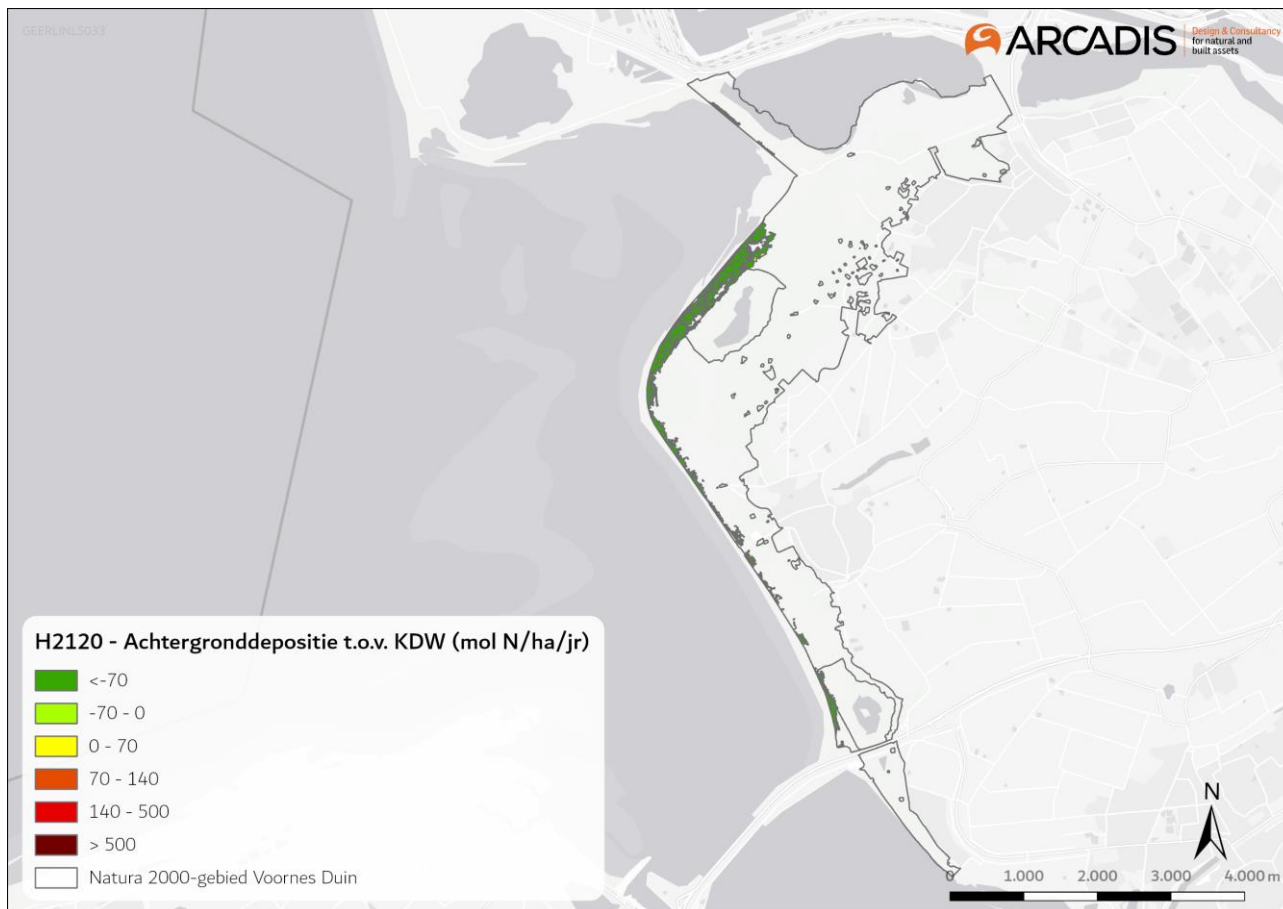 GEERLINLS033
ARCADIS
Design & Consultancy
for natural and
built assets
H2120 - Achtergronddepositie t.o.v. KDW (mol N/ha/jr)
<-70
-70 - 0
0 - 70
70 - 140
140 - 500
> 500
Natura 2000-gebied Voornes Duin
N
0 1.000 2.000 3.000 4.000 m